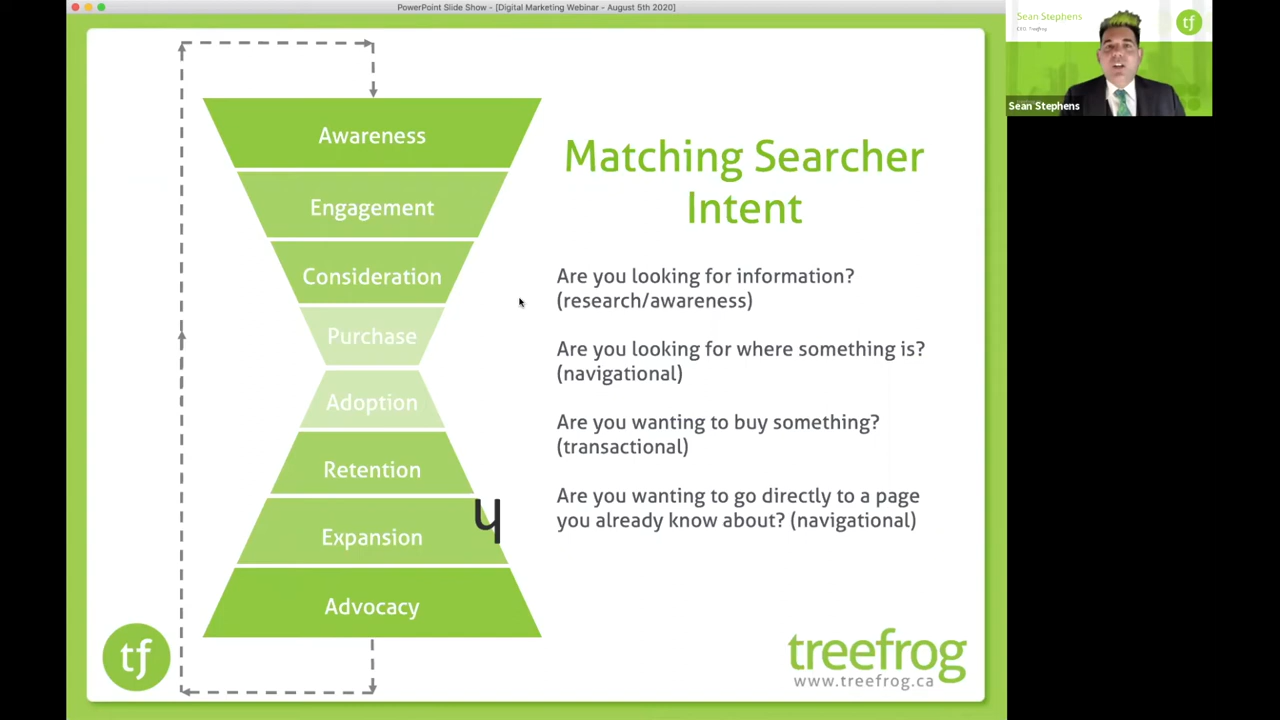 PowerPoint Slide Show - [Digital Marketing Webinar - August 5th 2020]
Sean Stephens
CEO, Treefrog
tf
Sean Stephens
Awareness
Engagement
Consideration
Purchase
Adoption
Retention
Expansion
Advocacy
4
Matching Searcher
Intent
Are you looking for information?
(research/awareness)
Are you looking for where something is?
(navigational)
Are you wanting to buy something?
(transactional)
Are you wanting to go directly to a page
you already know about? (navigational)
tf
treefrog
www.treefrog.ca